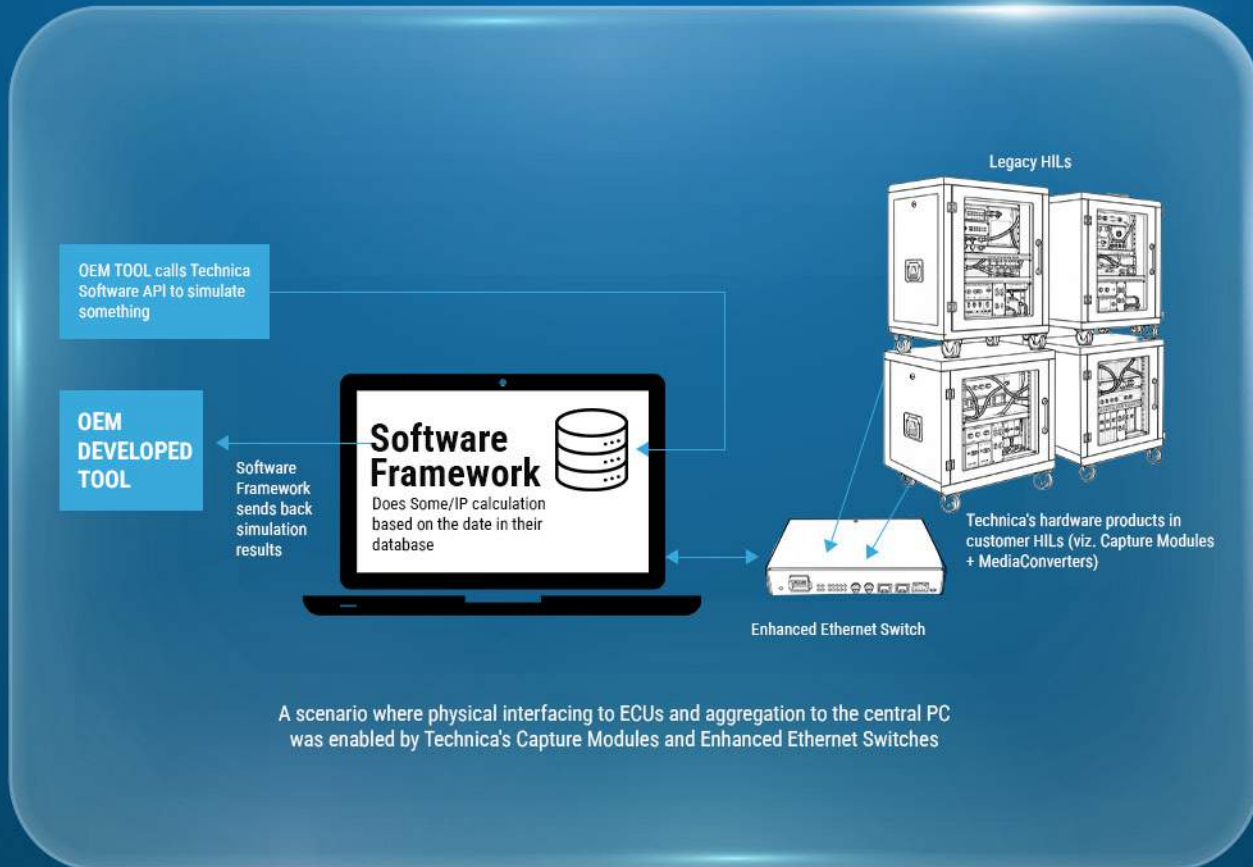 Legacy HILs
OEM TOOL calls Technica
Software API to simulate
something
OEM
DEVELOPED
TOOL
Software
Framework
sends back
simulation
results
Software
Framework
Does Some/IP calculation
based on the date in their
database
Technica's hardware products in
customer HILs (viz. Capture Modules
+ MediaConverters)
Enhanced Ethernet Switch
A scenario where physical interfacing to ECUs and aggregation to the central PC
was enabled by Technica's Capture Modules and Enhanced Ethernet Switches